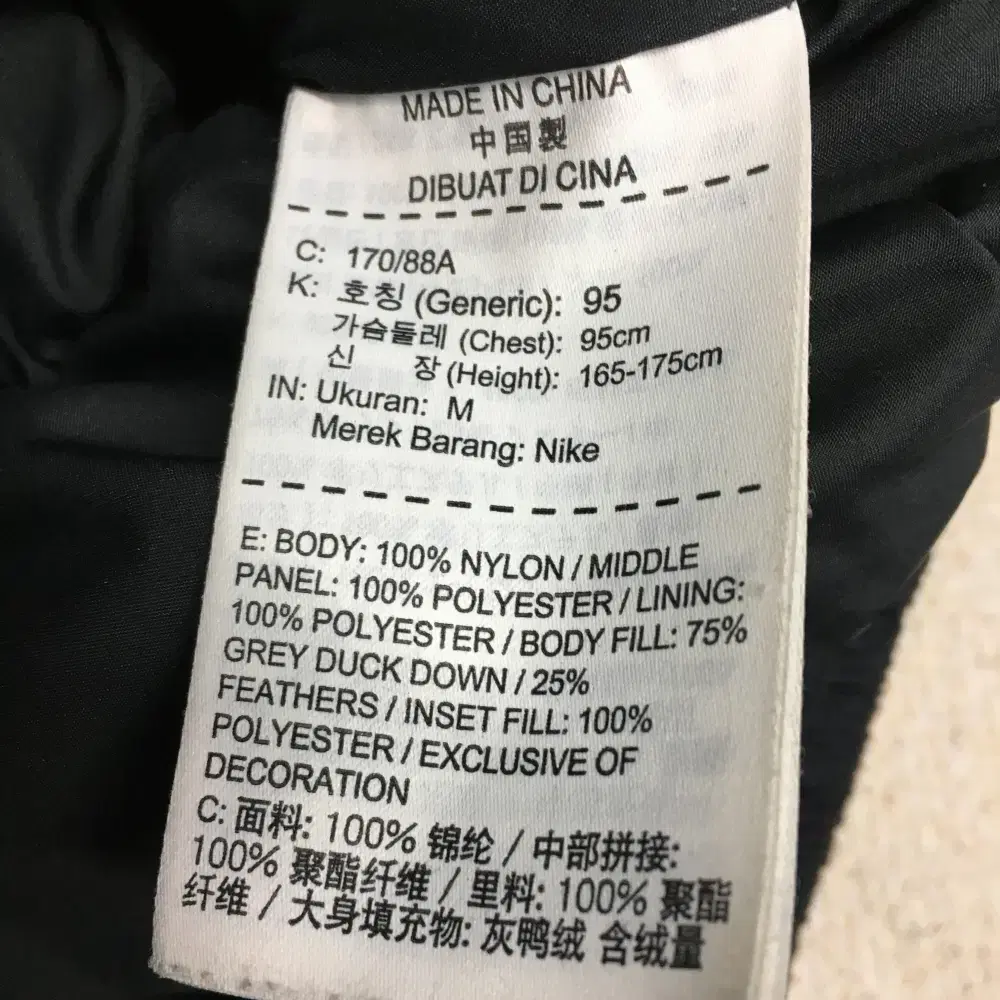 MADE IN CHINA
中国製
DIBUAT DI CINA
C: 170/88A
K: 호칭 (Generic): 95
가슴둘레 (Chest): 95cm
신 장 (Height): 165-175cm
IN: Ukuran: M
Merek Barang: Nike
E: BODY: 100% NYLON / MIDDLE
PANEL: 100% POLYESTER / LINING:
100% POLYESTER / BODY FILL: 75%
GREY DUCK DOWN / 25%
FEATHERS / INSET FILL: 100%
POLYESTER / EXCLUSIVE OF
DECORATION
C: 面料: 100% 锦纶 / 中部拼接:
100% 聚酯纤维 / 里料: 100% 聚酯
纤维 / 大身填充物: 灰鸭绒 含绒量